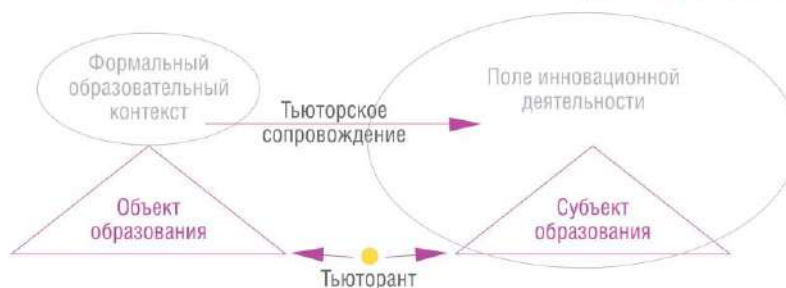 Формальный
образовательный
контекст
Поле инновационной
деятельности
Тьюторское
сопровождение
Объект
образования
Субъект
образования
Тьюторант